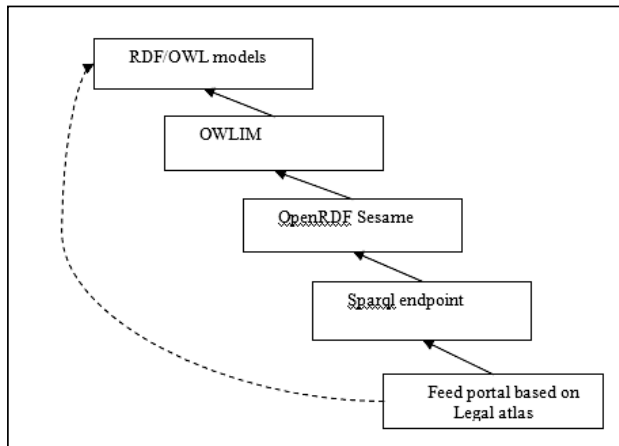 RDF/OWL models
OWLIM
OpenRDF Sesame
Sparql endpoint
Feed portal based on
Legal atlas